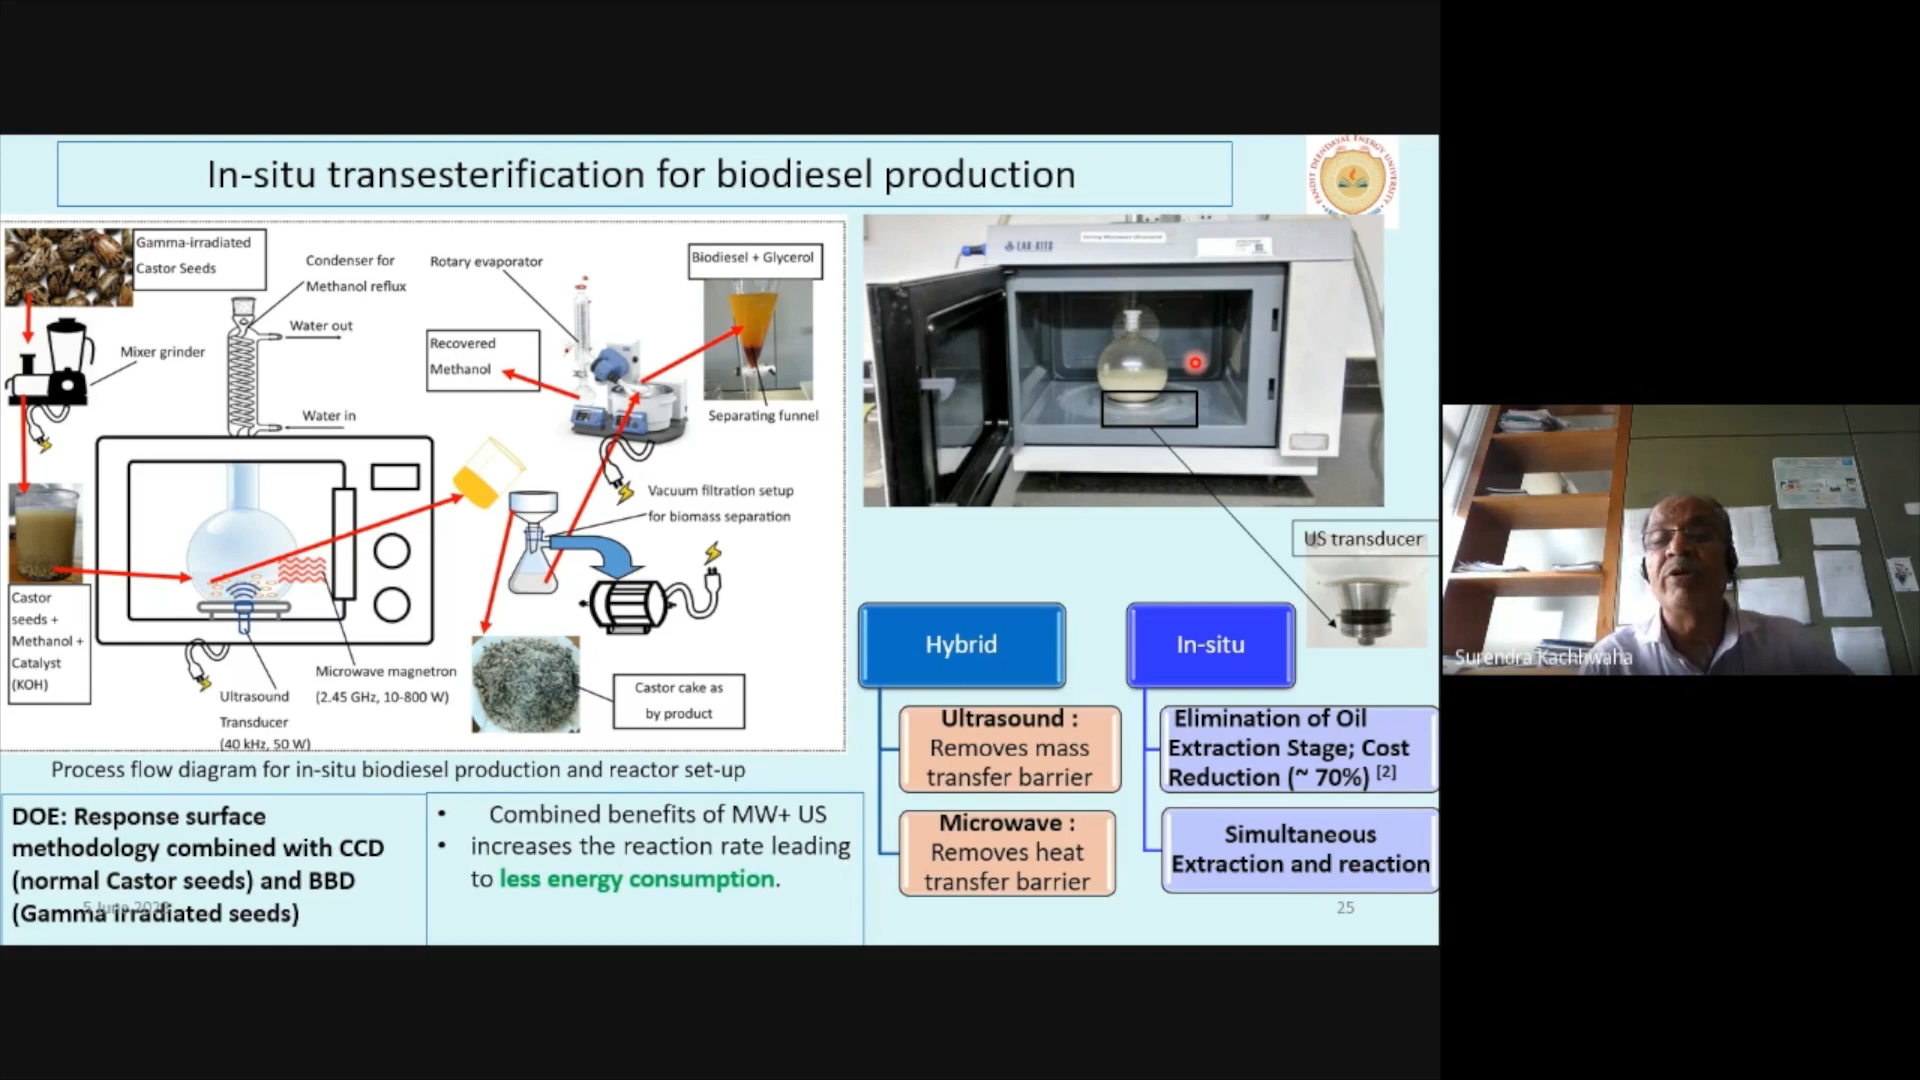 In-situ transesterification for biodiesel production
PANDIT DEENDAYAL ENERGY UNIVERSITY
Gamma-irradiated
Castor Seeds
Mixer grinder
Condenser for
Methanol reflux
Water out
Water in
Rotary evaporator
Recovered
Methanol
Biodiesel + Glycerol
Separating funnel
Vacuum filtration setup
for biomass separation
Castor
seeds +
Methanol +
Catalyst
(KOH)
Ultrasound
Transducer
(40 kHz, 50 W)
Microwave magnetron
(2.45 GHz, 10-800 W)
Castor cake as
by product
Process flow diagram for in-situ biodiesel production and reactor set-up
LAB-KITS
US transducer
Hybrid
Ultrasound :
Removes mass
transfer barrier
Microwave :
Removes heat
transfer barrier
In-situ
Elimination of Oil
Extraction Stage; Cost
Reduction (~ 70%) [2]
Simultaneous
Extraction and reaction
DOE: Response surface
methodology combined with CCD
(normal Castor seeds) and BBD
(Gamma irradiated seeds)
• Combined benefits of MW+ US
• increases the reaction rate leading
to less energy consumption.
25
Surendra Kachhwaha